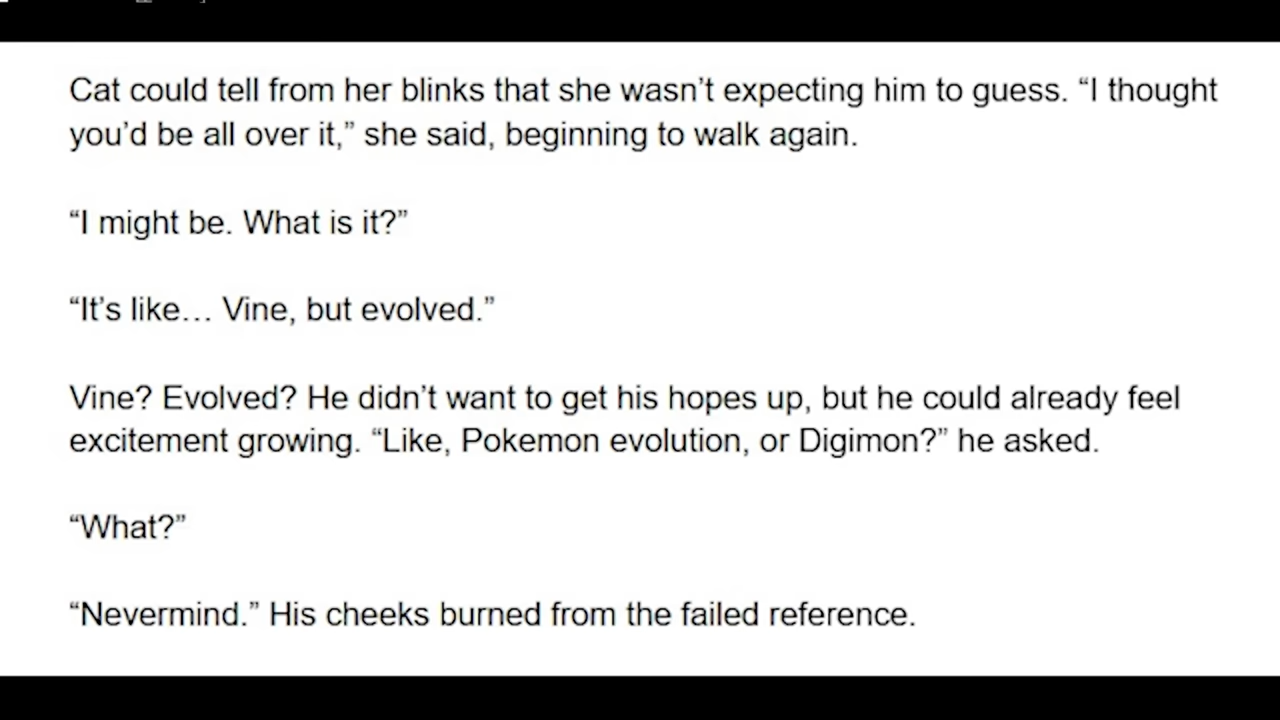 Cat could tell from her blinks that she wasn’t expecting him to guess. “I thought
you’d be all over it,” she said, beginning to walk again.
“I might be. What is it?”
“It’s like… Vine, but evolved.”
Vine? Evolved? He didn’t want to get his hopes up, but he could already feel
excitement growing. “Like, Pokemon evolution, or Digimon?” he asked.
“What?”
“Nevermind.” His cheeks burned from the failed reference.